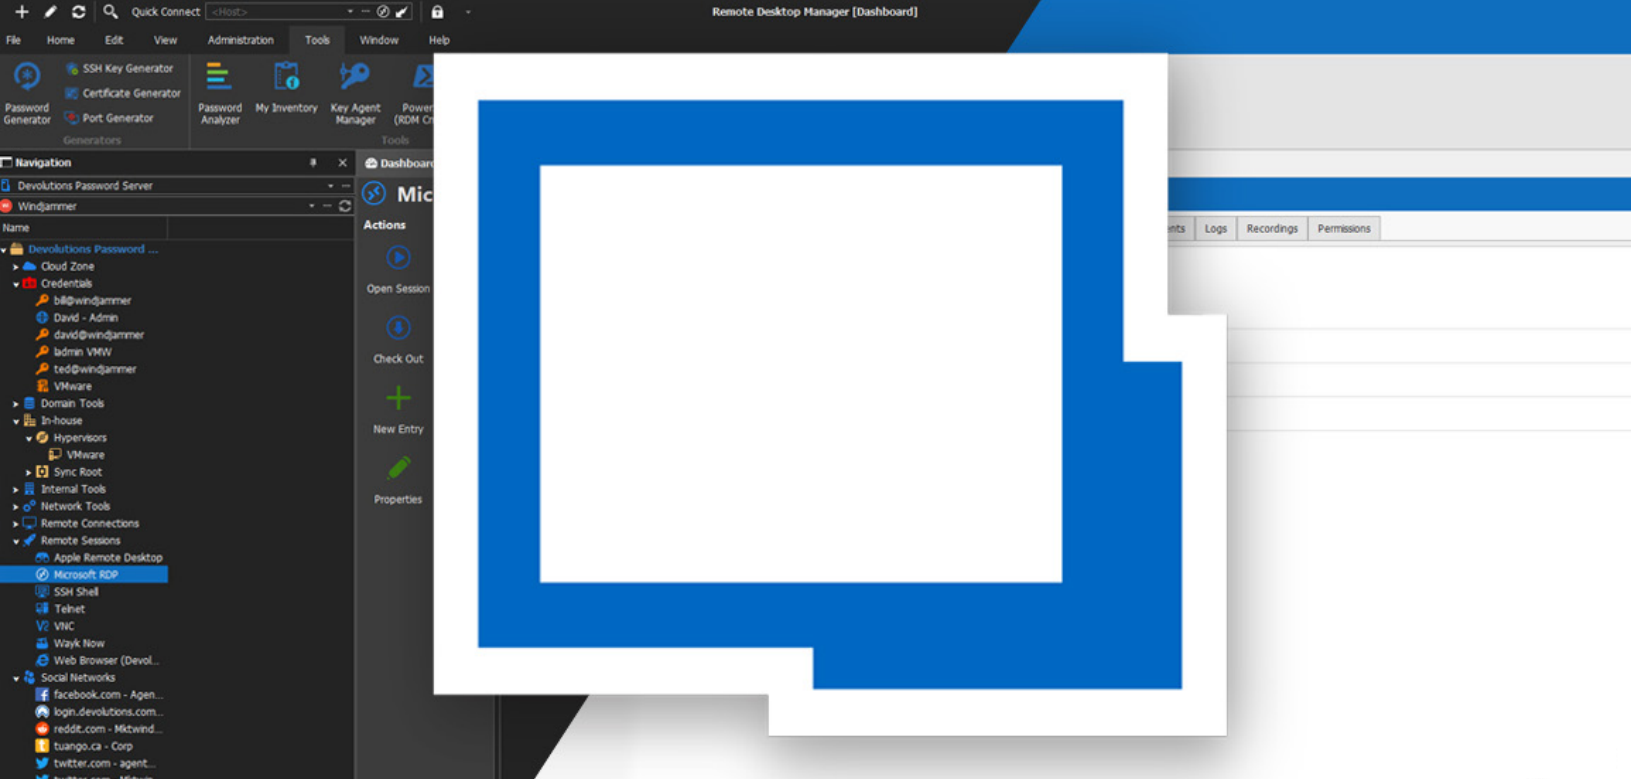 Quick Connect <Host>
Remote Desktop Manager [Dashboard]
File Home Edit View Administration Tools Window Help
Password Generator
SSH Key Generator
Certificate Generator
Port Generator
Generators
Password Analyzer
My Inventory
Key Agent Manager
Power
(RDM
Tools
Navigation
Dashboar
Devolutions Password Server
Windjammer
Mic
Name
Actions
Logs Recordings Permissions
Devolutions Password ...
Cloud Zone
Credentials
bill@windjammer
David - Admin
david@windjammer
ladmin VMW
ted@windjammer
VMware
Domain Tools
In-house
Hypervisors
VMware
Sync Root
Internal Tools
Network Tools
Remote Connections
Remote Sessions
Apple Remote Desktop
Microsoft RDP
SSH Shell
Telnet
VNC
Wayk Now
Web Browser (Devol...
Social Networks
facebook.com - Agen...
login.devolutions.com...
reddit.com - Mktwind...
tuango.ca - Corp
twitter.com - agent...
Open Session
Check Out
New Entry
Properties